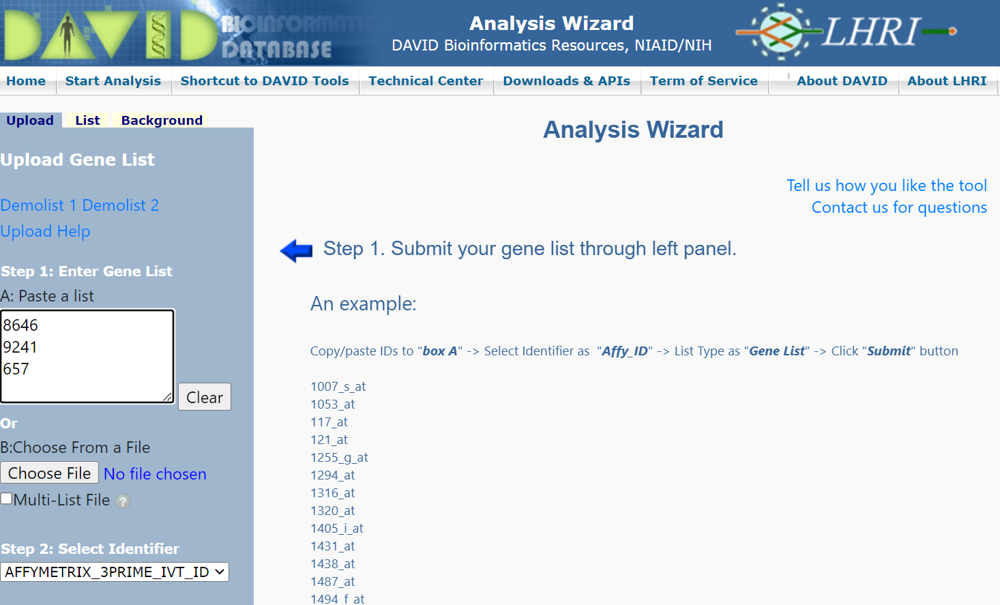 DAVID BIOINFORMATICS
DATABASE
Analysis Wizard
DAVID Bioinformatics Resources, NIAID/NIH
LHRI
Home Start Analysis Shortcut to DAVID Tools Technical Center Downloads & APIs Term of Service About DAVID About LHRI
Upload List Background
Upload Gene List
Demolist 1 Demolist 2
Upload Help
Step 1: Enter Gene List
A: Paste a list
8646
9241
657
Clear
Or
B:Choose From a File
Choose File No file chosen
Multi-List File ?
Step 2: Select Identifier
AFFYMETRIX_3PRIME_IVT_ID
Analysis Wizard
Tell us how you like the tool
Contact us for questions
Step 1. Submit your gene list through left panel.
An example:
Copy/paste IDs to "box A" -> Select Identifier as "Affy_ID" -> List Type as "Gene List" -> Click "Submit" button
1007_s_at
1053_at
117_at
121_at
1255_g_at
1294_at
1316_at
1320_at
1405_i_at
1431_at
1438_at
1487_at
1494_f_at